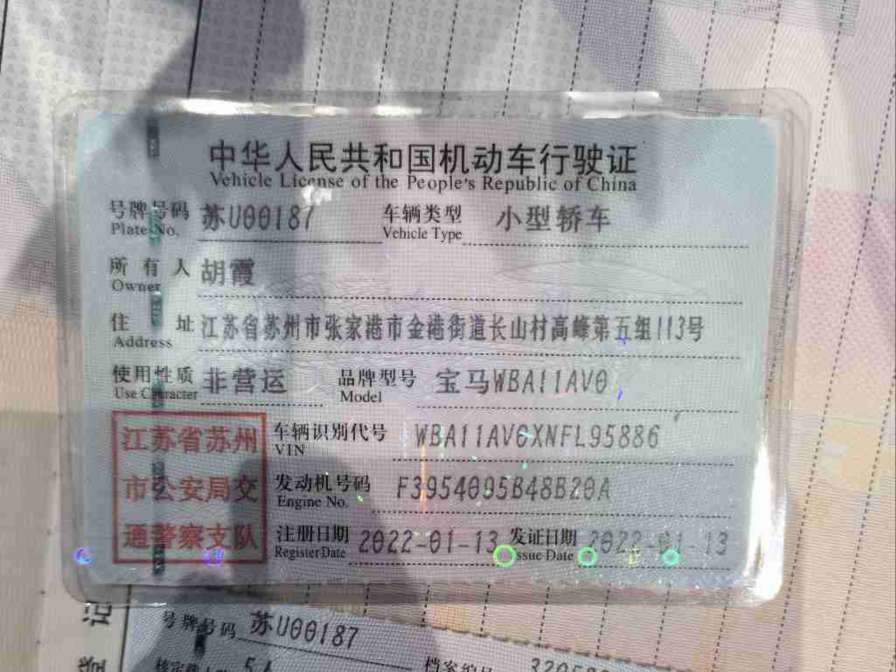 中华人民共和国机动车行驶证
Vehicle License of the People's Republic of China
号牌号码 苏U00187 车辆类型 小型轿车
Plate No. Vehicle Type
所有人 胡霞
Owner
住址 江苏省苏州市张家港市金港街道长山村高峰第五组113号
Address
使用性质 非营运 品牌型号 宝马WBA11AV0
Use Character Model
江苏省苏州 车辆识别代号 WBA11AV0XNFL95886
VIN
市公安局交 发动机号码 F3954095B48B20A
Engine No.
通警察支队 注册日期 2022-01-13 发证日期 2022-01-13
Register Date Issue Date
号牌号码 苏U00187
档案编号